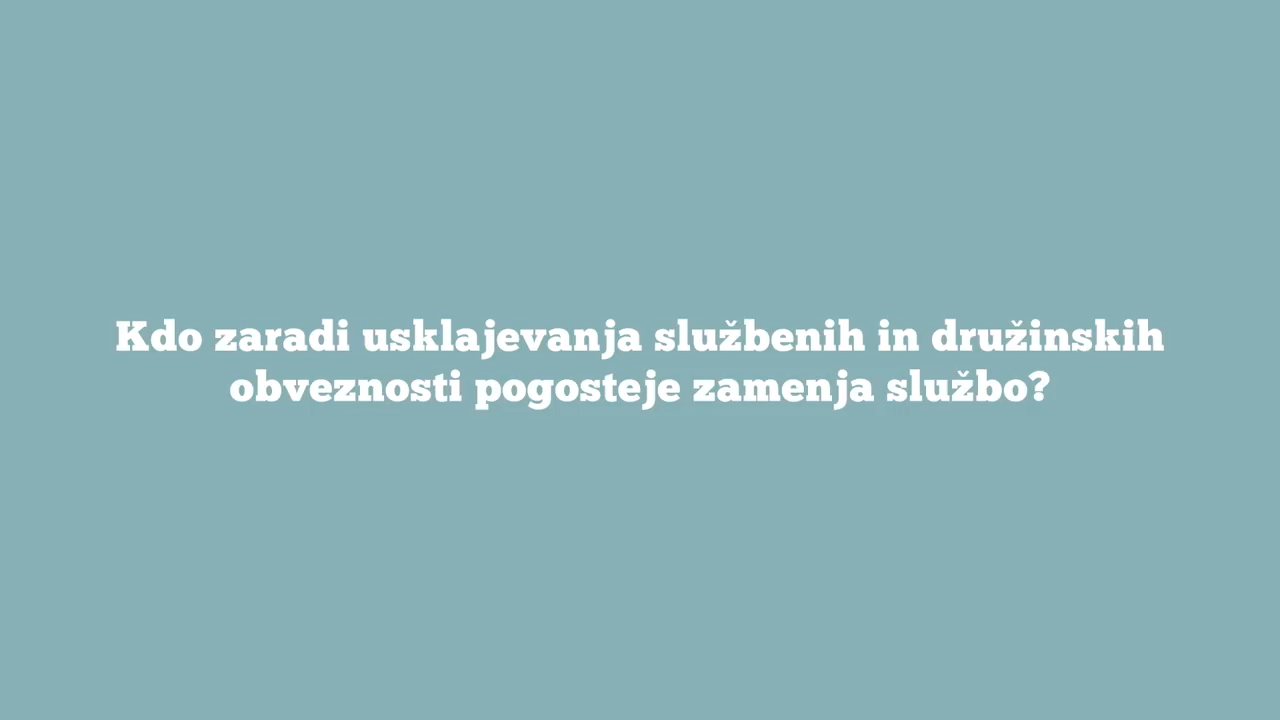 Kdo zaradi usklajevanja službenih in družinskih
obveznosti pogosteje zamenja službo?